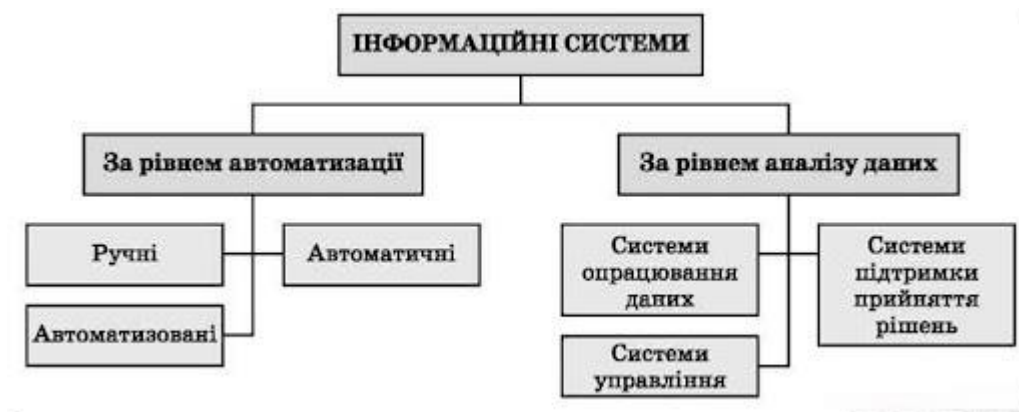 ІНФОРМАЦІЙНІ СИСТЕМИ
За рівнем автоматизації
За рівнем аналізу даних
Ручні
Автоматичні
Автоматизовані
Системи
опрацювання
даних
Системи
підтримки
прийняття
рішень
Системи
управління